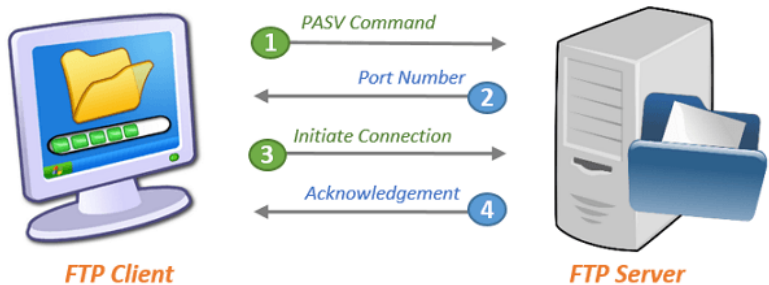 PASV Command
1
Port Number
2
Initiate Connection
3
Acknowledgement
4
FTP Client
FTP Server